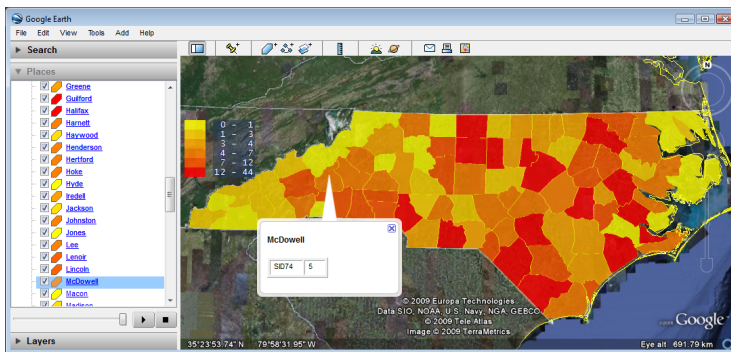 Google Earth
File Edit View Tools Add Help
Search
Places
Greene
Guilford
Halifax
Harnett
Haywood
Henderson
Hertford
Hoke
Hyde
Iredell
Jackson
Johnston
Jones
Lee
Lenoir
Lincoln
McDowell
Macon
Madison
Layers
N
0 - 1
1 - 3
3 - 4
4 - 7
7 - 12
12 - 44
McDowell
SID74 5
© 2009 Europa Technologies
Data SIO, NOAA, U.S. Navy, NGA, GEBCO
© 2009 Tele Atlas
Image © 2009 TerraMetrics
©2009 Google
35°23'53.74" N 79°58'31.95" W
Eye alt 691.79 km